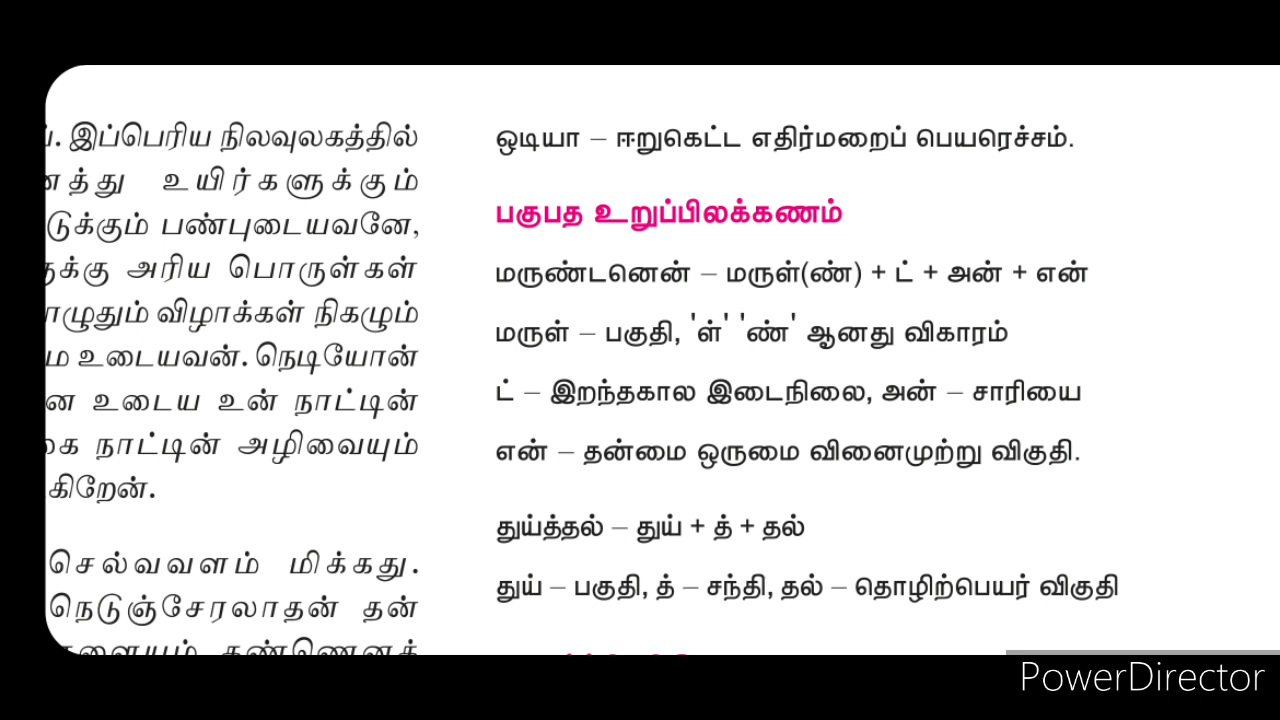 இப்பெரிய நிலவுலகத்தில்
உயிர்களுக்கும்
பண்புடையவனே,
அரிய பொருள்கள்
விழாக்கள் நிகழும்
உடையவன். நெடியோன்
உடைய உன் நாட்டின்
நாட்டின் அழிவையும்
செல்வவளம் மிக்கது.
நெடுஞ்சேரலாதன் தன்
ஒடியா – ஈறுகெட்ட எதிர்மறைப் பெயரெச்சம்.
பகுபத உறுப்பிலக்கணம்
மருண்டனென் – மருள்(ண்) + ட் + அன் + என்
மருள் – பகுதி, 'ள்' 'ண்' ஆனது விகாரம்
ட் – இறந்தகால இடைநிலை, அன் – சாரியை
என் – தன்மை ஒருமை வினைமுற்று விகுதி.
துய்த்தல் – துய் + த் + தல்
துய் – பகுதி, த் – சந்தி, தல் – தொழிற்பெயர் விகுதி
PowerDirector